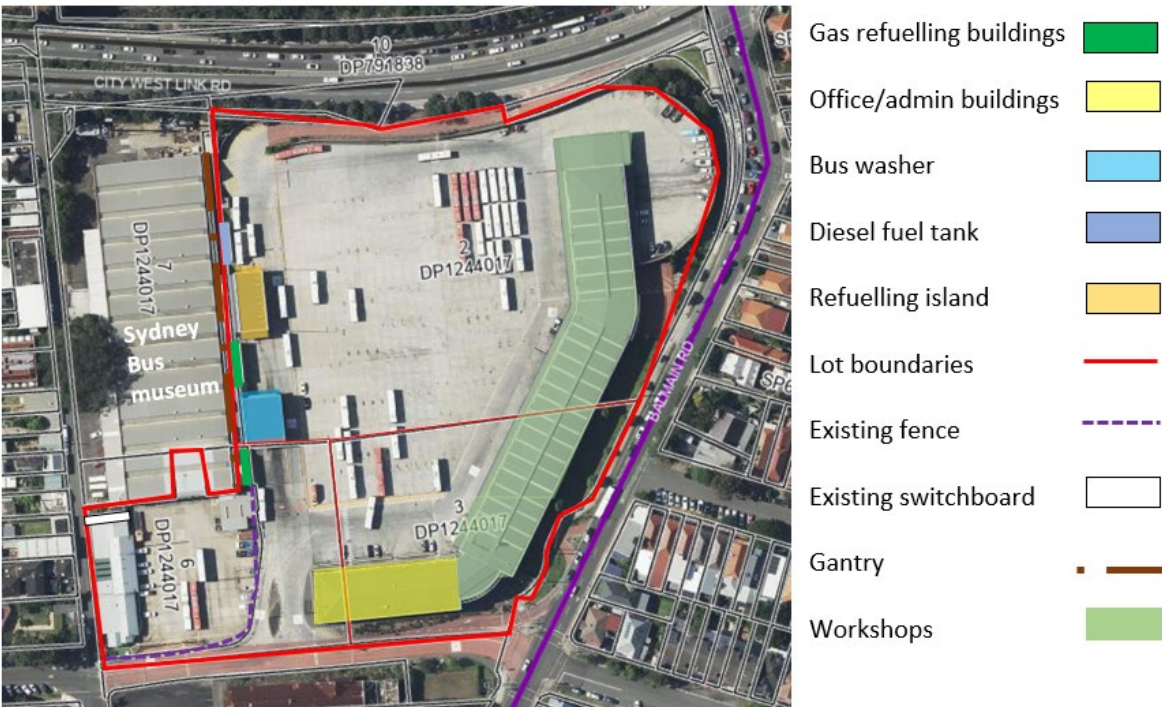 10
DP791838
CITY WEST LINK RD
2
DP1244017
7
DP1244017
Sydney
Bus
museum
BALMAIN RD
3
DP1244017
6
DP1244017
Gas refuelling buildings
Office/admin buildings
Bus washer
Diesel fuel tank
Refuelling island
Lot boundaries
Existing fence
Existing switchboard
Gantry
Workshops